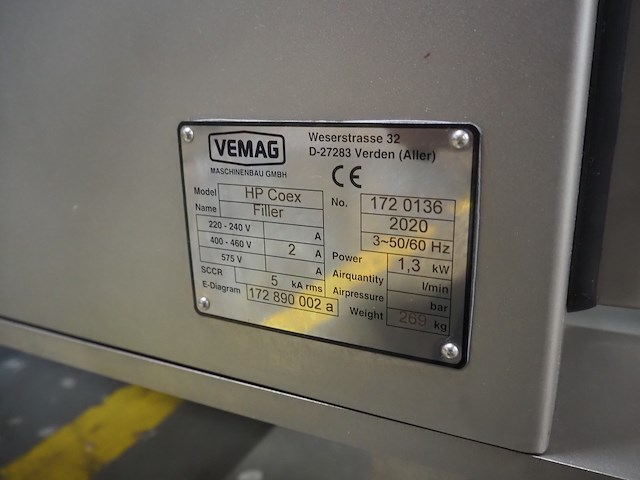 VEMAG
MASCHINENBAU GMBH
Weserstrasse 32
D-27283 Verden (Aller)
CE
Model HP Coex
Name Filler
220 - 240 V A
400 - 460 V 2 A
575 V A
SCCR 5 kA rms
E-Diagram 172 890 002 a
No. 172 0136
2020
3~50/60 Hz
Power 1,3 kW
Airquantity l/min
Airpressure bar
Weight 269 kg